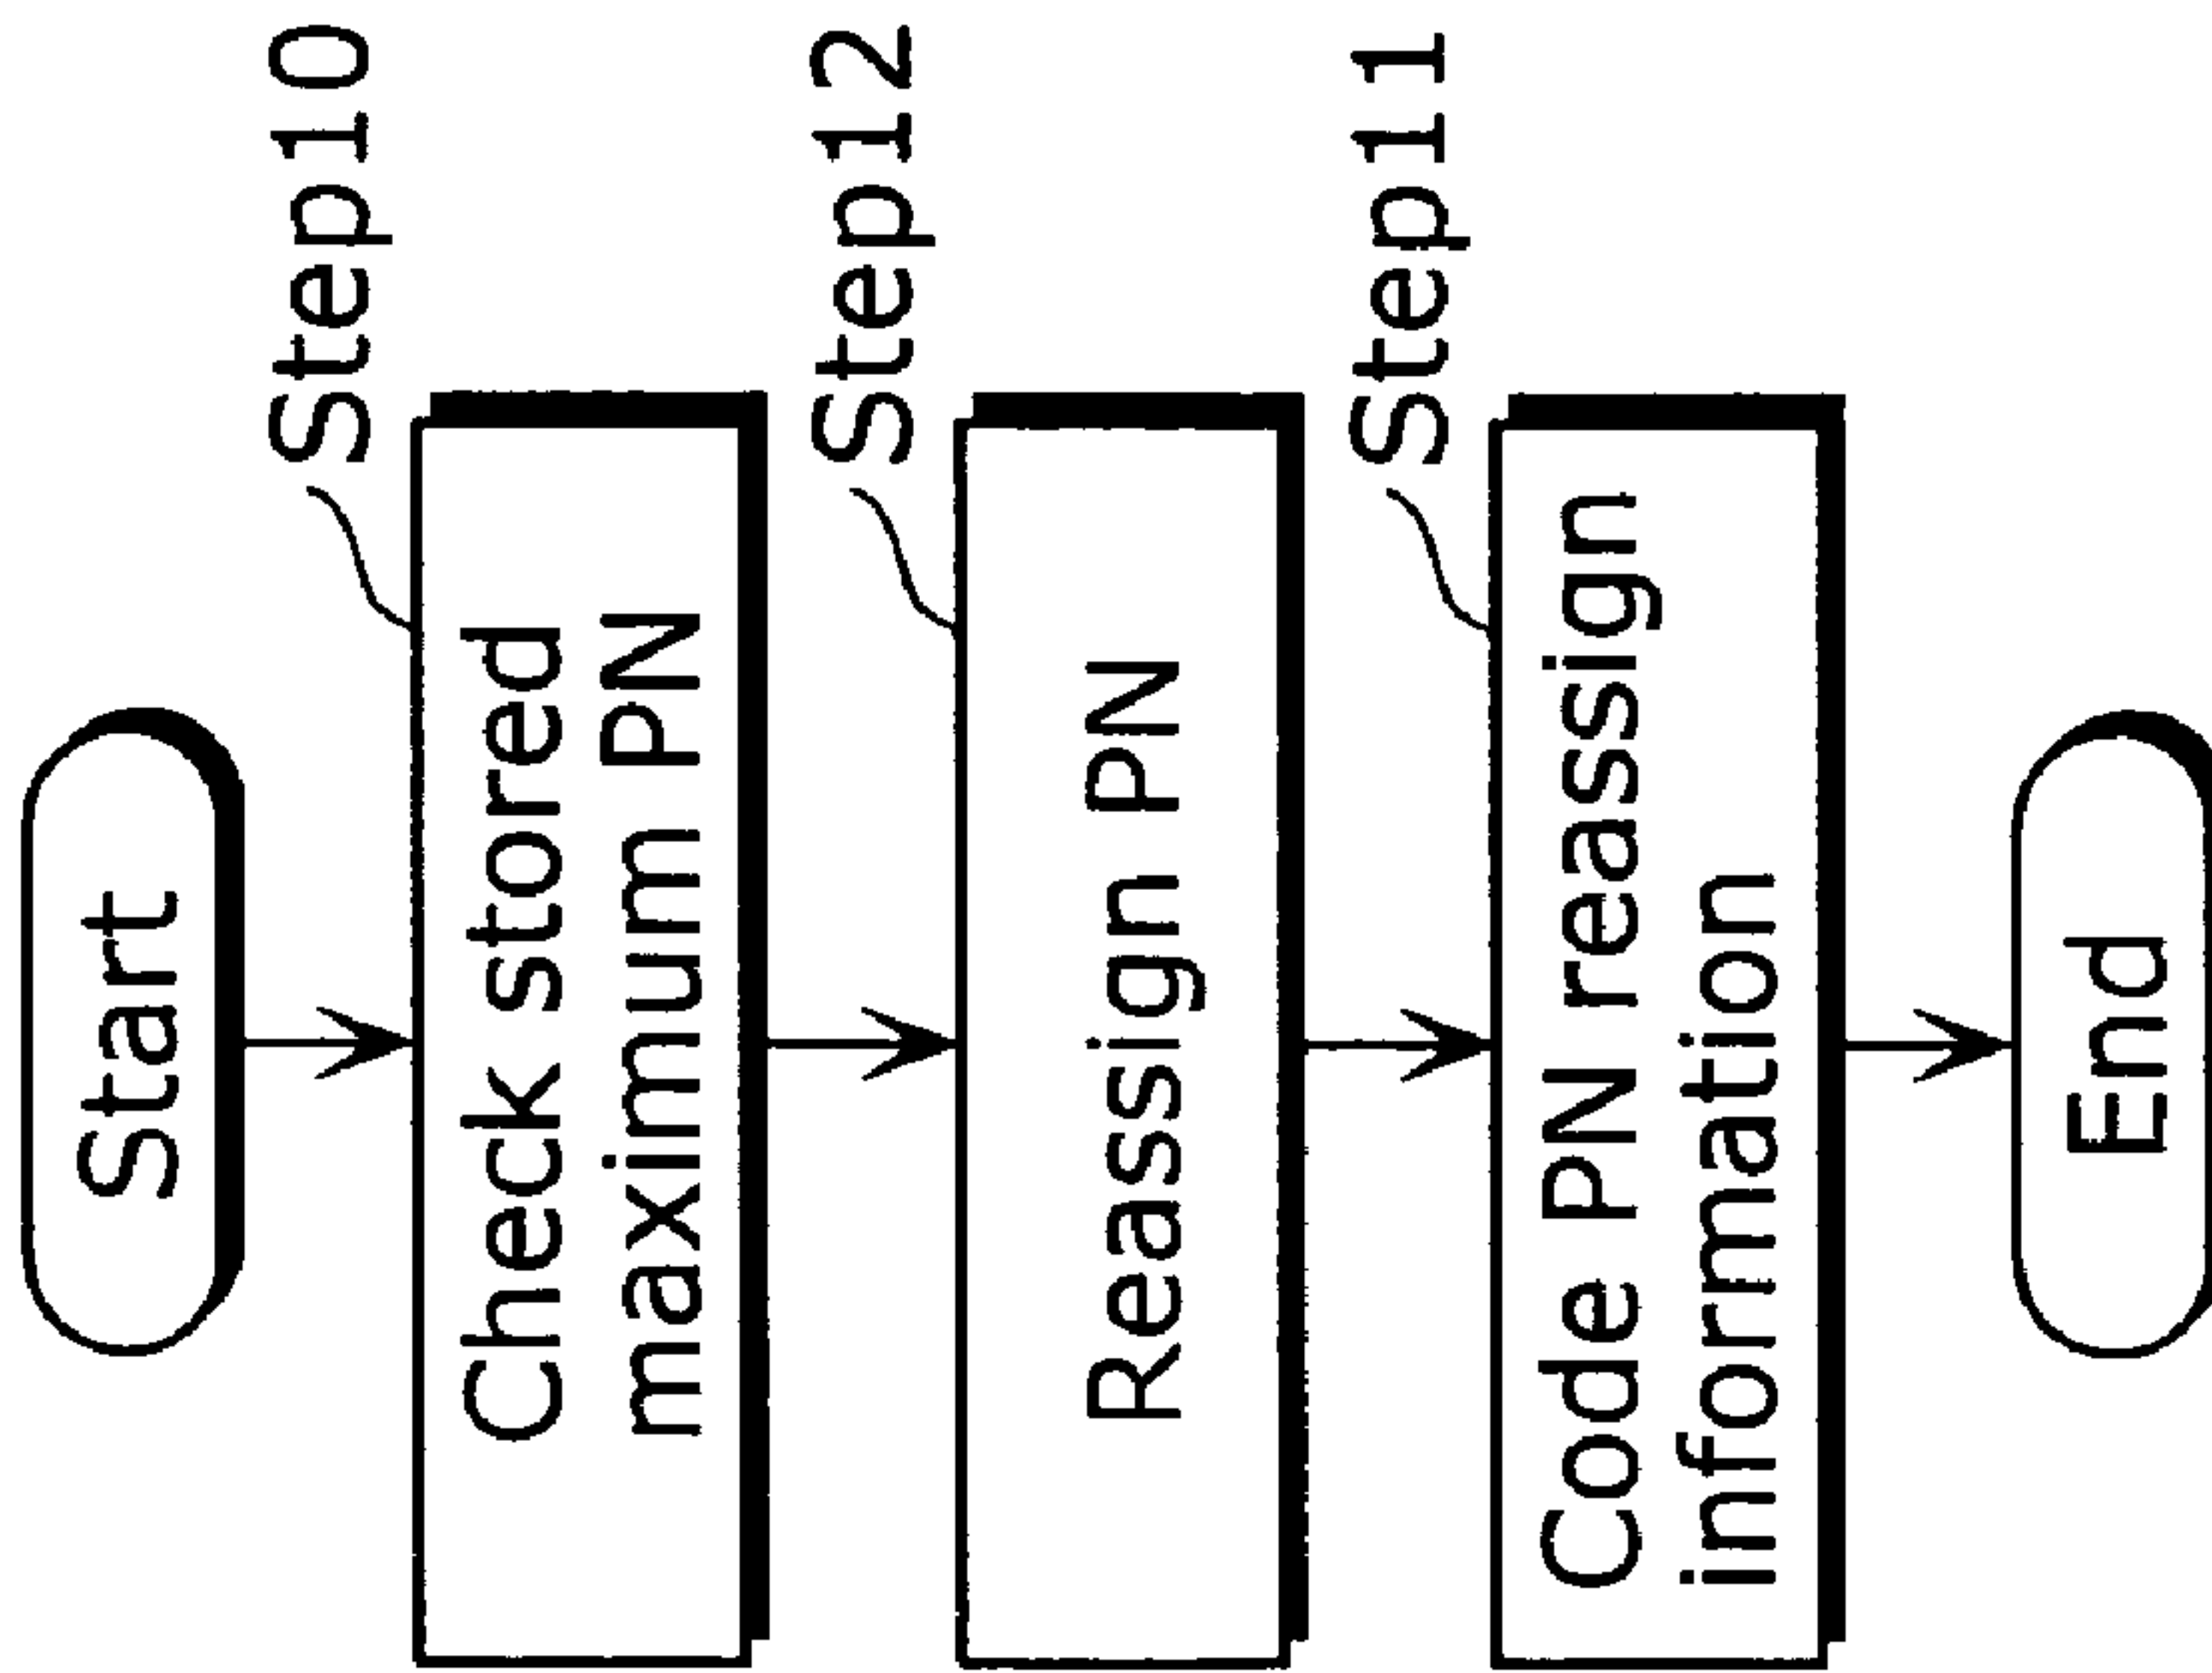 Start
Step10
Check stored
maximum PN
Step12
Reassign PN
Step11
Code PN reassign
information
End